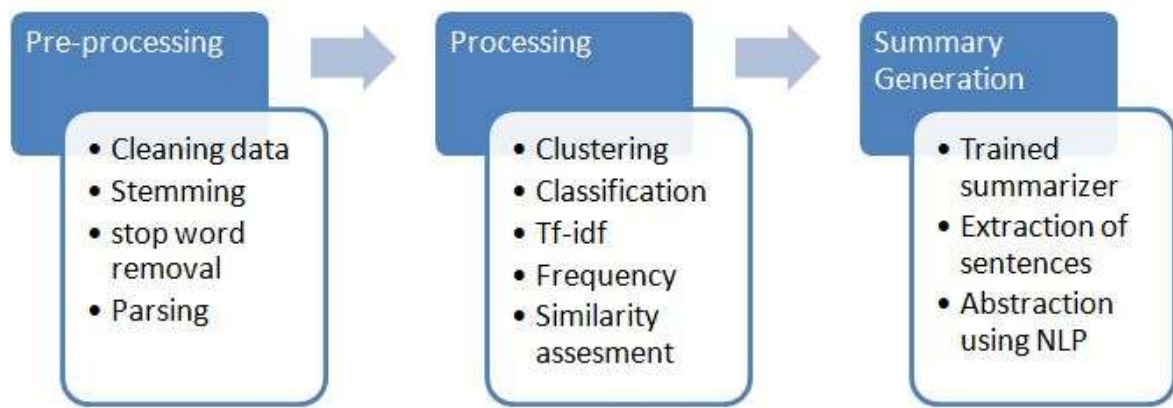 Pre-processing
• Cleaning data
• Stemming
• stop word
removal
• Parsing
Processing
• Clustering
• Classification
• Tf-idf
• Frequency
• Similarity
assesment
Summary
Generation
• Trained
summarizer
• Extraction of
sentences
• Abstraction
using NLP